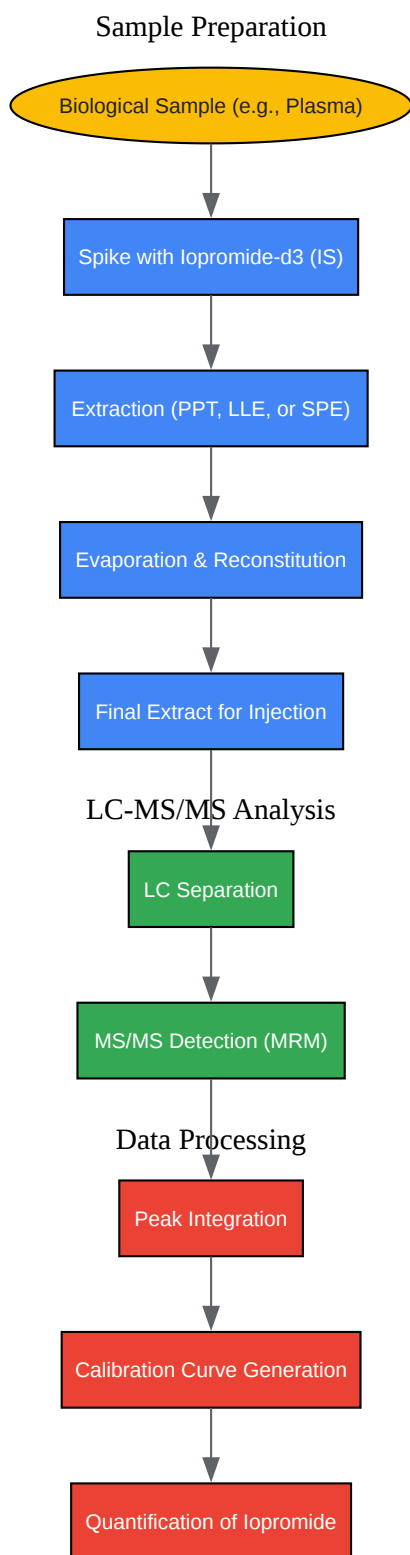 Sample Preparation
Biological Sample (e.g., Plasma)
Spike with Iopromide-d3 (IS)
Extraction (PPT, LLE, or SPE)
Evaporation & Reconstitution
Final Extract for Injection
LC-MS/MS Analysis
LC Separation
MS/MS Detection (MRM)
Data Processing
Peak Integration
Calibration Curve Generation
Quantification of Iopromide